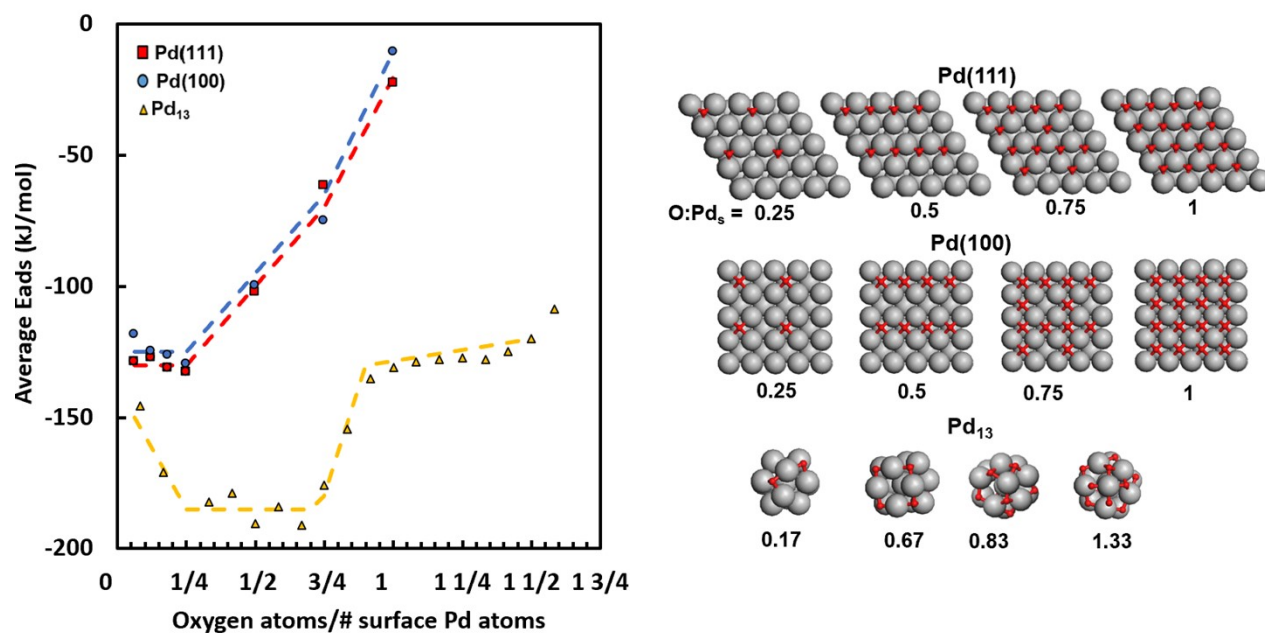 Average Eads (kJ/mol)
0
-50
-100
-150
-200
Pd(111)
Pd(100)
Pd₁₃
0 1/4 1/2 3/4 1 1 1/4 1 1/2 1 3/4
Oxygen atoms/# surface Pd atoms
Pd(111)
O:Pdₛ = 0.25 0.5 0.75 1
Pd(100)
0.25 0.5 0.75 1
Pd₁₃
0.17 0.67 0.83 1.33